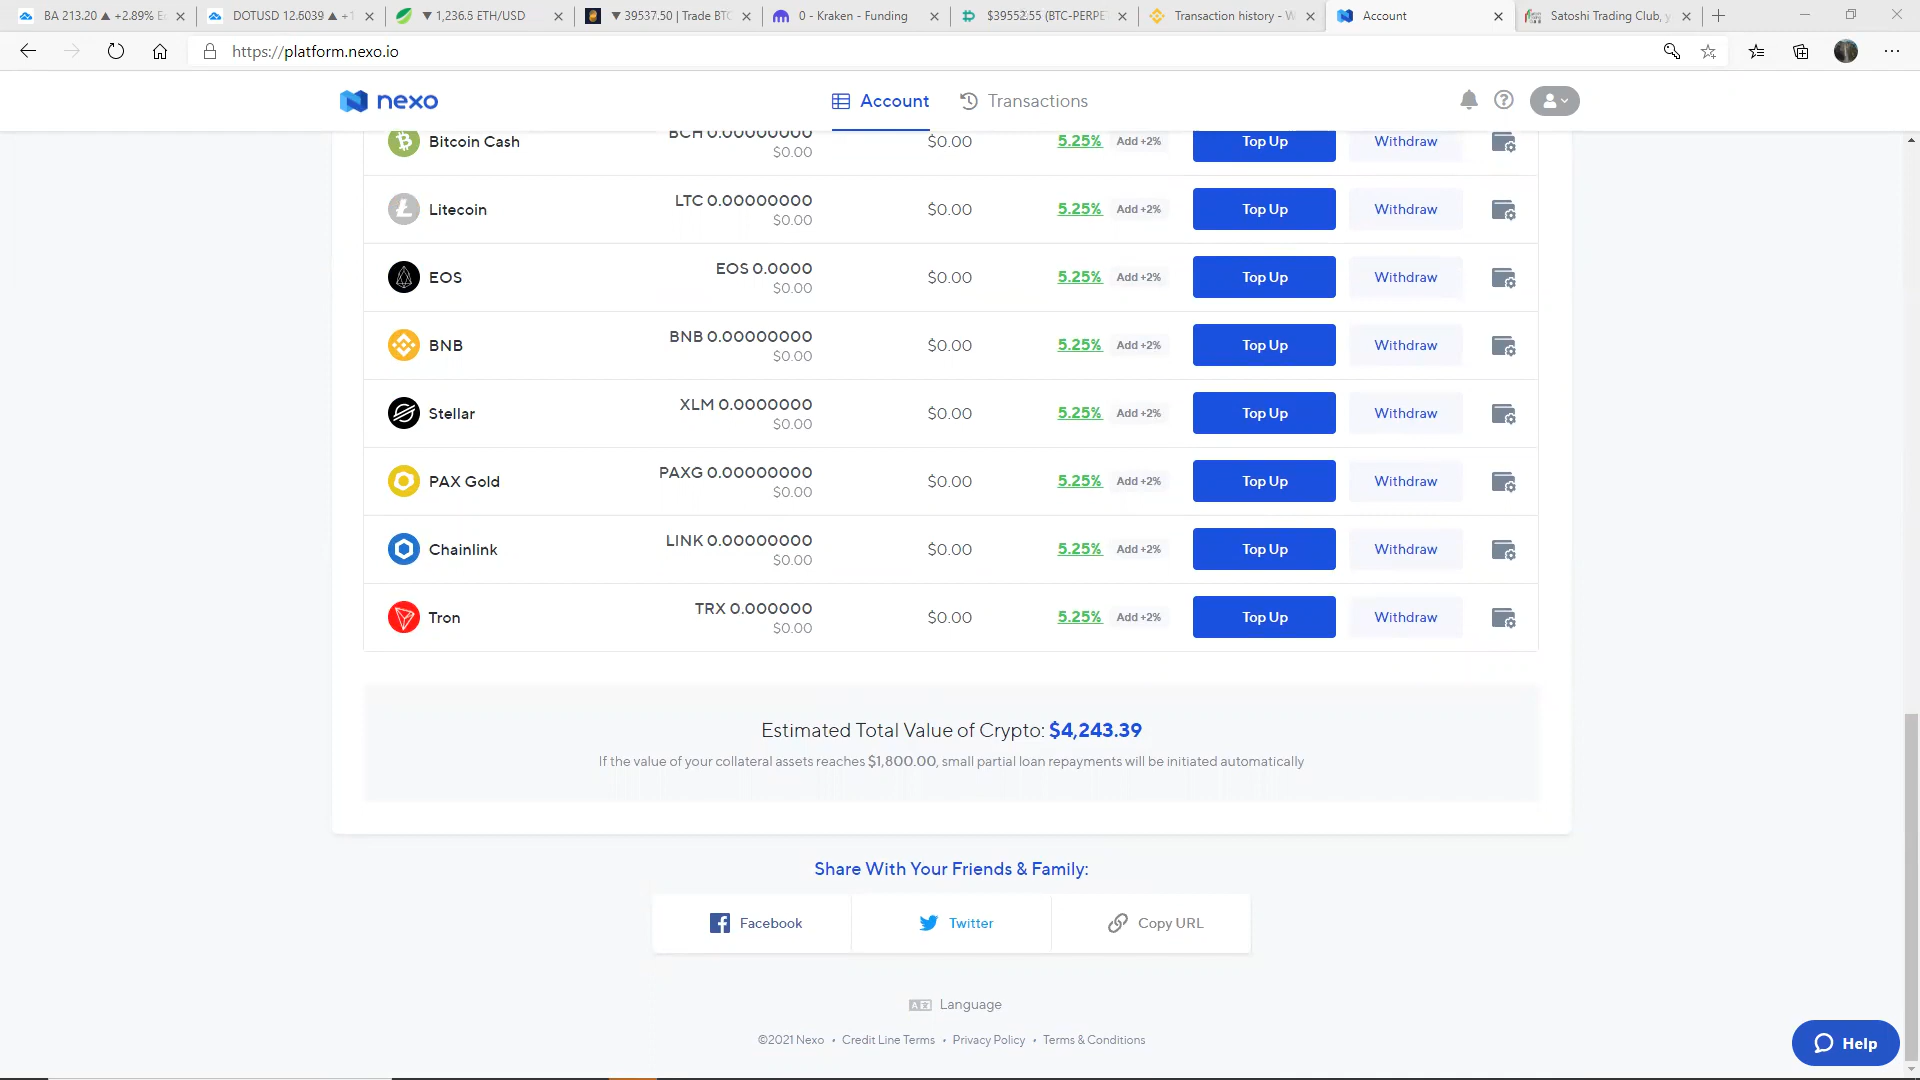 BA 213.20 ▲ +2.89%
DOTUSD 12.6039 ▲ +1
▼ 1,236.5 ETH/USD
▼ 39537.50 | Trade BTC
0 - Kraken - Funding
$39552.55 (BTC-PERPE
Transaction history - W
Account
Satoshi Trading Club, y
https://platform.nexo.io
nexo
Account
Transactions
Bitcoin Cash
BCH 0.00000000
$0.00
$0.00
5.25%
Add +2%
Top Up
Withdraw
Litecoin
LTC 0.00000000
$0.00
$0.00
5.25%
Add +2%
Top Up
Withdraw
EOS
EOS 0.0000
$0.00
$0.00
5.25%
Add +2%
Top Up
Withdraw
BNB
BNB 0.00000000
$0.00
$0.00
5.25%
Add +2%
Top Up
Withdraw
Stellar
XLM 0.0000000
$0.00
$0.00
5.25%
Add +2%
Top Up
Withdraw
PAX Gold
PAXG 0.00000000
$0.00
$0.00
5.25%
Add +2%
Top Up
Withdraw
Chainlink
LINK 0.00000000
$0.00
$0.00
5.25%
Add +2%
Top Up
Withdraw
Tron
TRX 0.000000
$0.00
$0.00
5.25%
Add +2%
Top Up
Withdraw
Estimated Total Value of Crypto: $4,243.39
If the value of your collateral assets reaches $1,800.00, small partial loan repayments will be initiated automatically
Share With Your Friends & Family:
Facebook
Twitter
Copy URL
Language
©2021 Nexo • Credit Line Terms • Privacy Policy • Terms & Conditions
Help